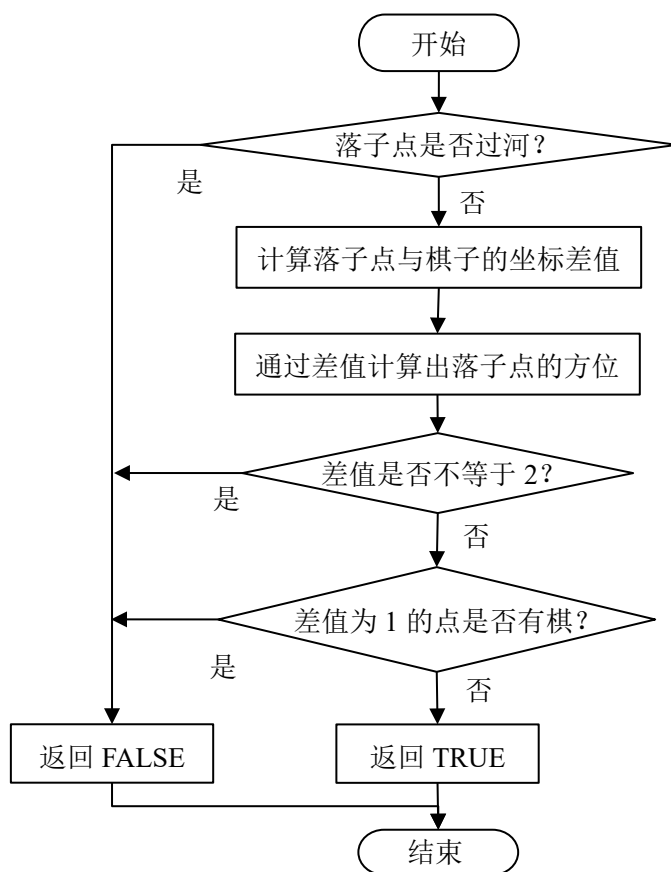 开始
落子点是否过河？
是
否
计算落子点与棋子的坐标差值
通过差值计算出落子点的方位
差值是否不等于 2？
是
否
差值为 1 的点是否有棋？
是
否
返回 FALSE
返回 TRUE
结束